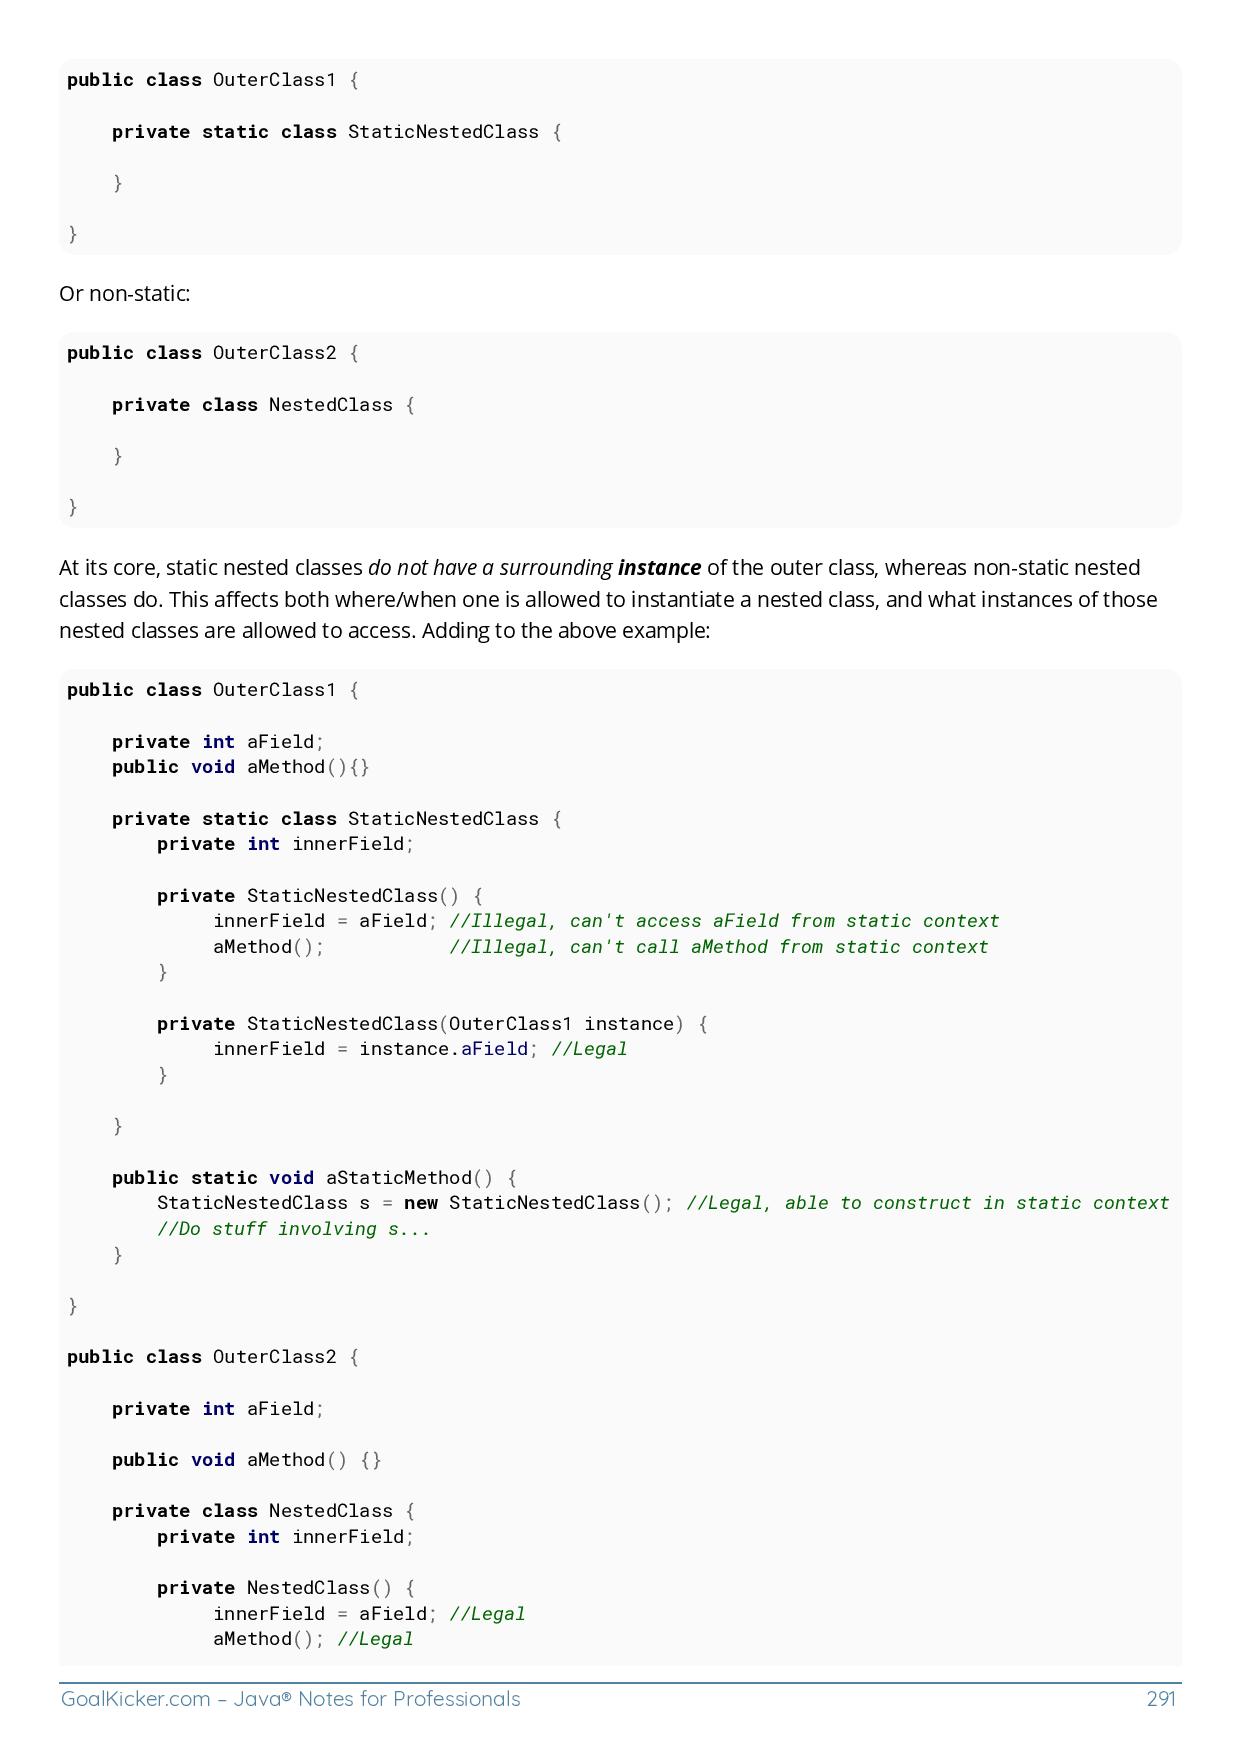 public class OuterClass1 {
    private static class StaticNestedClass {
    }
}
Or non-static:
public class OuterClass2 {
    private class NestedClass {
    }
}
At its core, static nested classes do not have a surrounding instance of the outer class, whereas non-static nested
classes do. This affects both where/when one is allowed to instantiate a nested class, and what instances of those
nested classes are allowed to access. Adding to the above example:
public class OuterClass1 {
    private int aField;
    public void aMethod(){}
    private static class StaticNestedClass {
        private int innerField;
        private StaticNestedClass() {
             innerField = aField; //Illegal, can't access aField from static context
             aMethod();           //Illegal, can't call aMethod from static context
        }
        private StaticNestedClass(OuterClass1 instance) {
             innerField = instance.aField; //Legal
        }
    }
    public static void aStaticMethod() {
        StaticNestedClass s = new StaticNestedClass(); //Legal, able to construct in static context
        //Do stuff involving s...
    }
}
public class OuterClass2 {
    private int aField;
    public void aMethod() {}
    private class NestedClass {
        private int innerField;
        private NestedClass() {
             innerField = aField; //Legal
             aMethod(); //Legal
GoalKicker.com – Java® Notes for Professionals 291